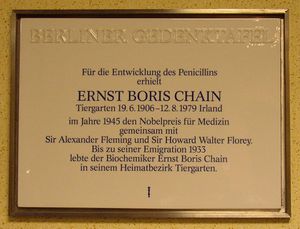 BERLINER GEDENKTAFEL
Für die Entwicklung des Penicillins
erhielt
ERNST BORIS CHAIN
Tiergarten 19.6.1906–12.8.1979 Irland
im Jahre 1945 den Nobelpreis für Medizin
gemeinsam mit
Sir Alexander Fleming und Sir Howard Walter Florey.
Bis zu seiner Emigration 1933
lebte der Biochemiker Ernst Boris Chain
in seinem Heimatbezirk Tiergarten.